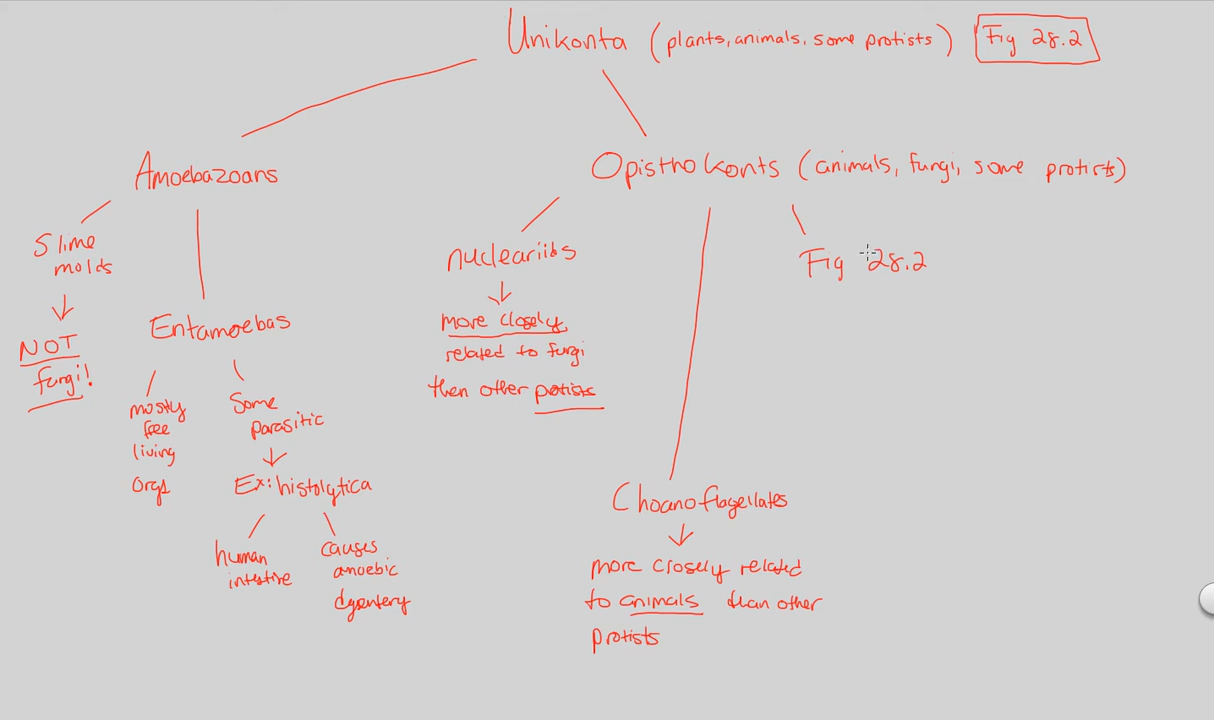 Unikonta (plants, animals, some protists) Fig 28.2
Amoebazoans
Opisthokonts (animals, fungi, some protists)
Slime
molds
NOT
fungi!
Entamoebas
mostly
free
living
orgs
Some
parasitic
Ex: histolytica
human
intestive
causes
amoebic
dysentery
nucleariids
more closely
related to fungi
then other protists
Fig 28.2
Choanoflagellates
more closely related
to animals than other
protists